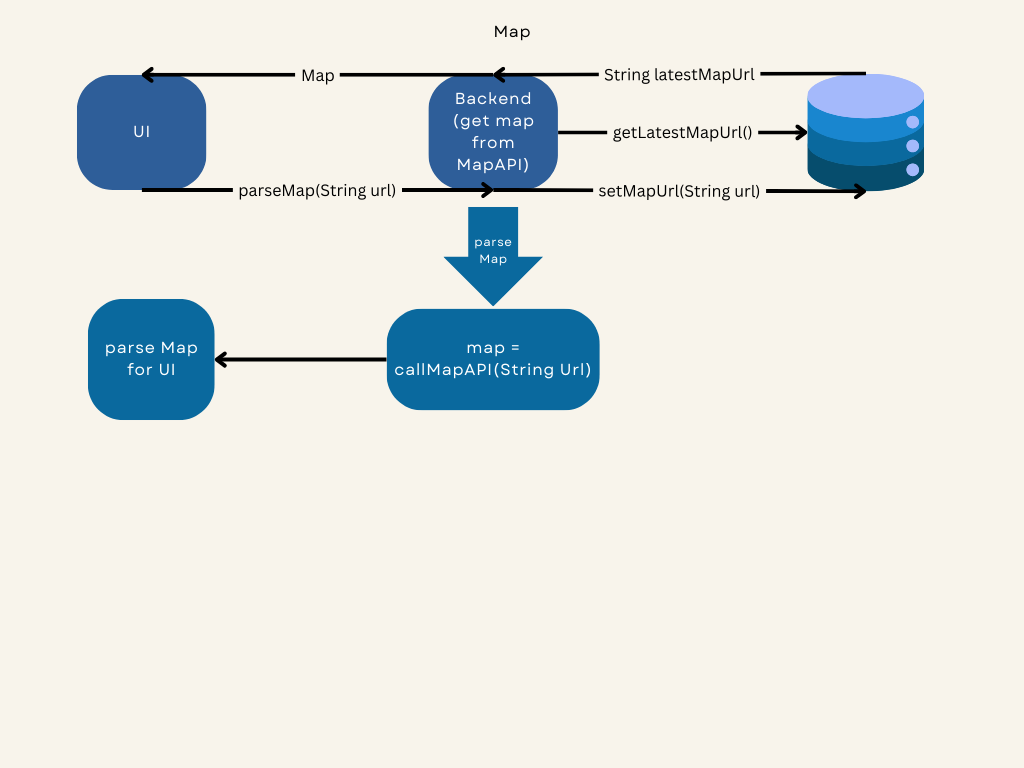 Map
Map
String latestMapUrl
UI
Backend
(get map
from
MapAPI)
getLatestMapUrl()
parseMap(String url)
setMapUrl(String url)
parse
Map
parse Map
for UI
map =
callMapAPI(String Url)